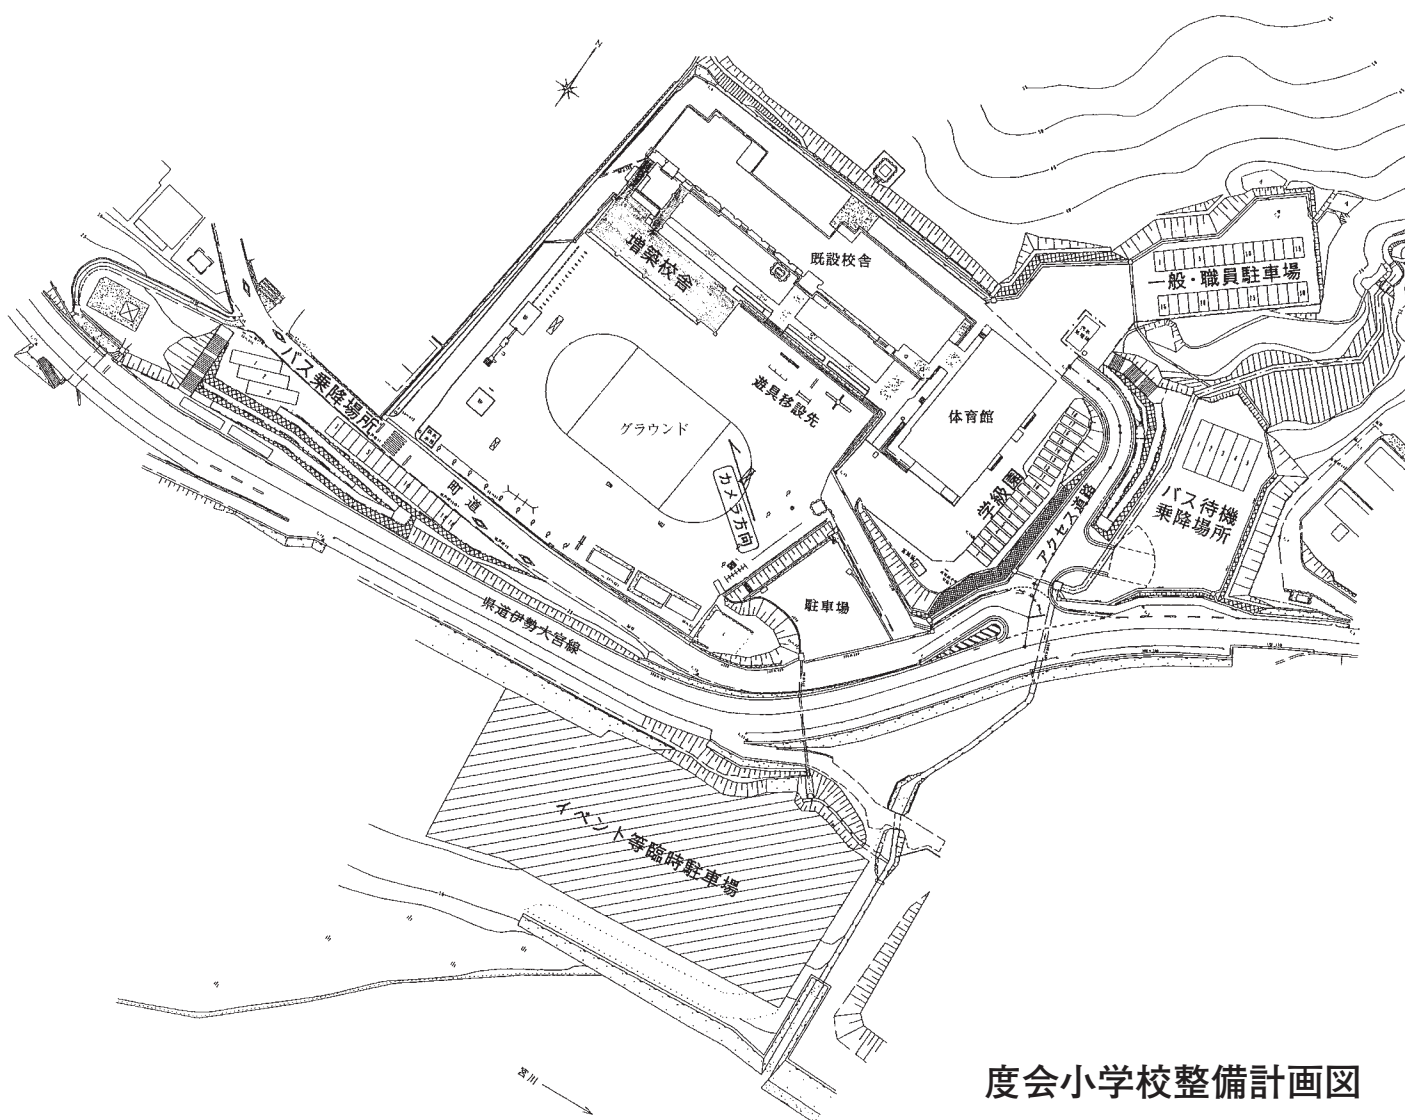 N
増築校舎
既設校舎
一般・職員駐車場
バス乗降場所
遊具移設先
グラウンド
体育館
カメラ方向
学級園
アクセス道路
バス待機
乗降場所
町道
駐車場
県道伊勢大宮線
イベント等臨時駐車場
宮川
度会小学校整備計画図